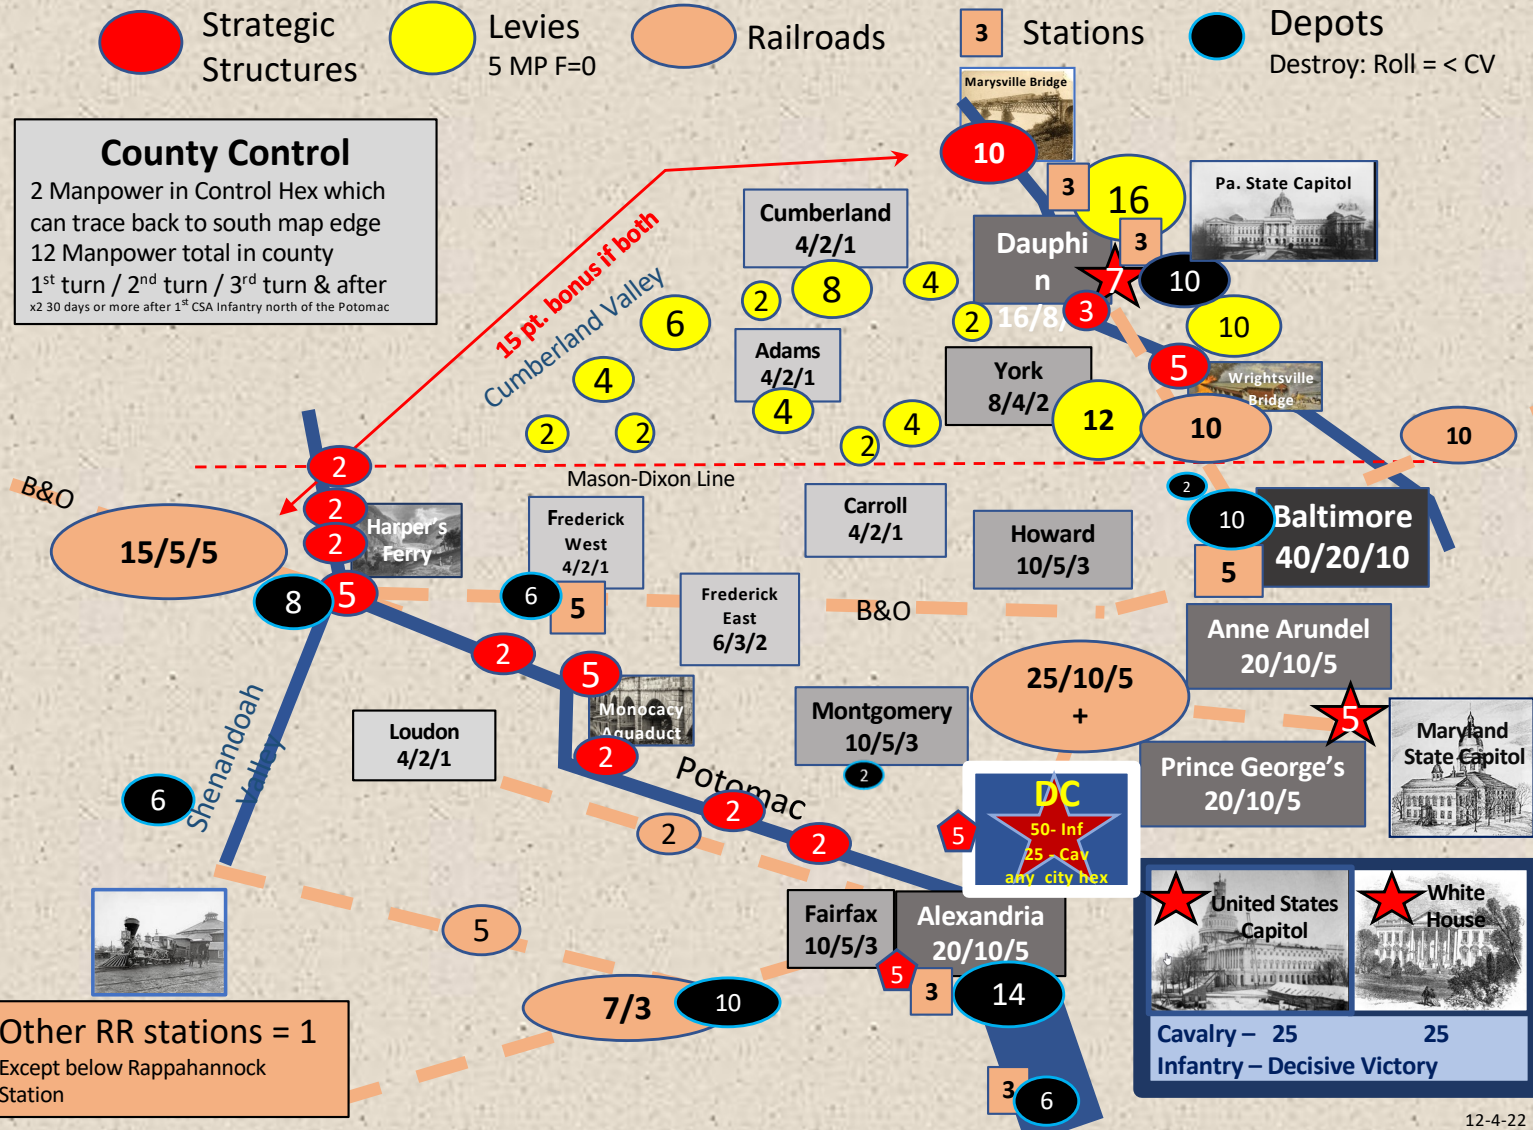 Strategic
Structures
Levies
5 MP F=0
Railroads
3
Stations
Depots
Destroy: Roll = < CV
County Control
2 Manpower in Control Hex which
can trace back to south map edge
12 Manpower total in county
1st turn / 2nd turn / 3rd turn & after
x2 30 days or more after 1st CSA Infantry north of the Potomac
15 pt. bonus if both
Cumberland Valley
Marysville Bridge
10
3
16
Pa. State Capitol
Cumberland
4/2/1
Dauphi
n
16/8/
3
7
10
3
2
8
4
6
2
10
Adams
4/2/1
4
5
Wrightsville
Bridge
York
8/4/2
4
2
2
4
2
12
10
10
2
Mason-Dixon Line
B&O
2
2
Harper's
Ferry
15/5/5
8
5
Frederick
West
4/2/1
6
5
Carroll
4/2/1
Howard
10/5/3
2
10
Baltimore
40/20/10
5
Frederick
East
6/3/2
B&O
2
5
Monocacy
Aquaduct
2
25/10/5
+
Anne Arundel
20/10/5
5
Maryland
State Capitol
Loudon
4/2/1
Montgomery
10/5/3
2
Prince George's
20/10/5
Shenandoah
Valley
6
Potomac
2
2
2
5
DC
50- Inf
25 - Cav
any city hex
5
Fairfax
10/5/3
Alexandria
20/10/5
5
3
14
7/3
10
3
6
United States
Capitol
White
House
Cavalry – 25 25
Infantry – Decisive Victory
Other RR stations = 1
Except below Rappahannock
Station
12-4-22